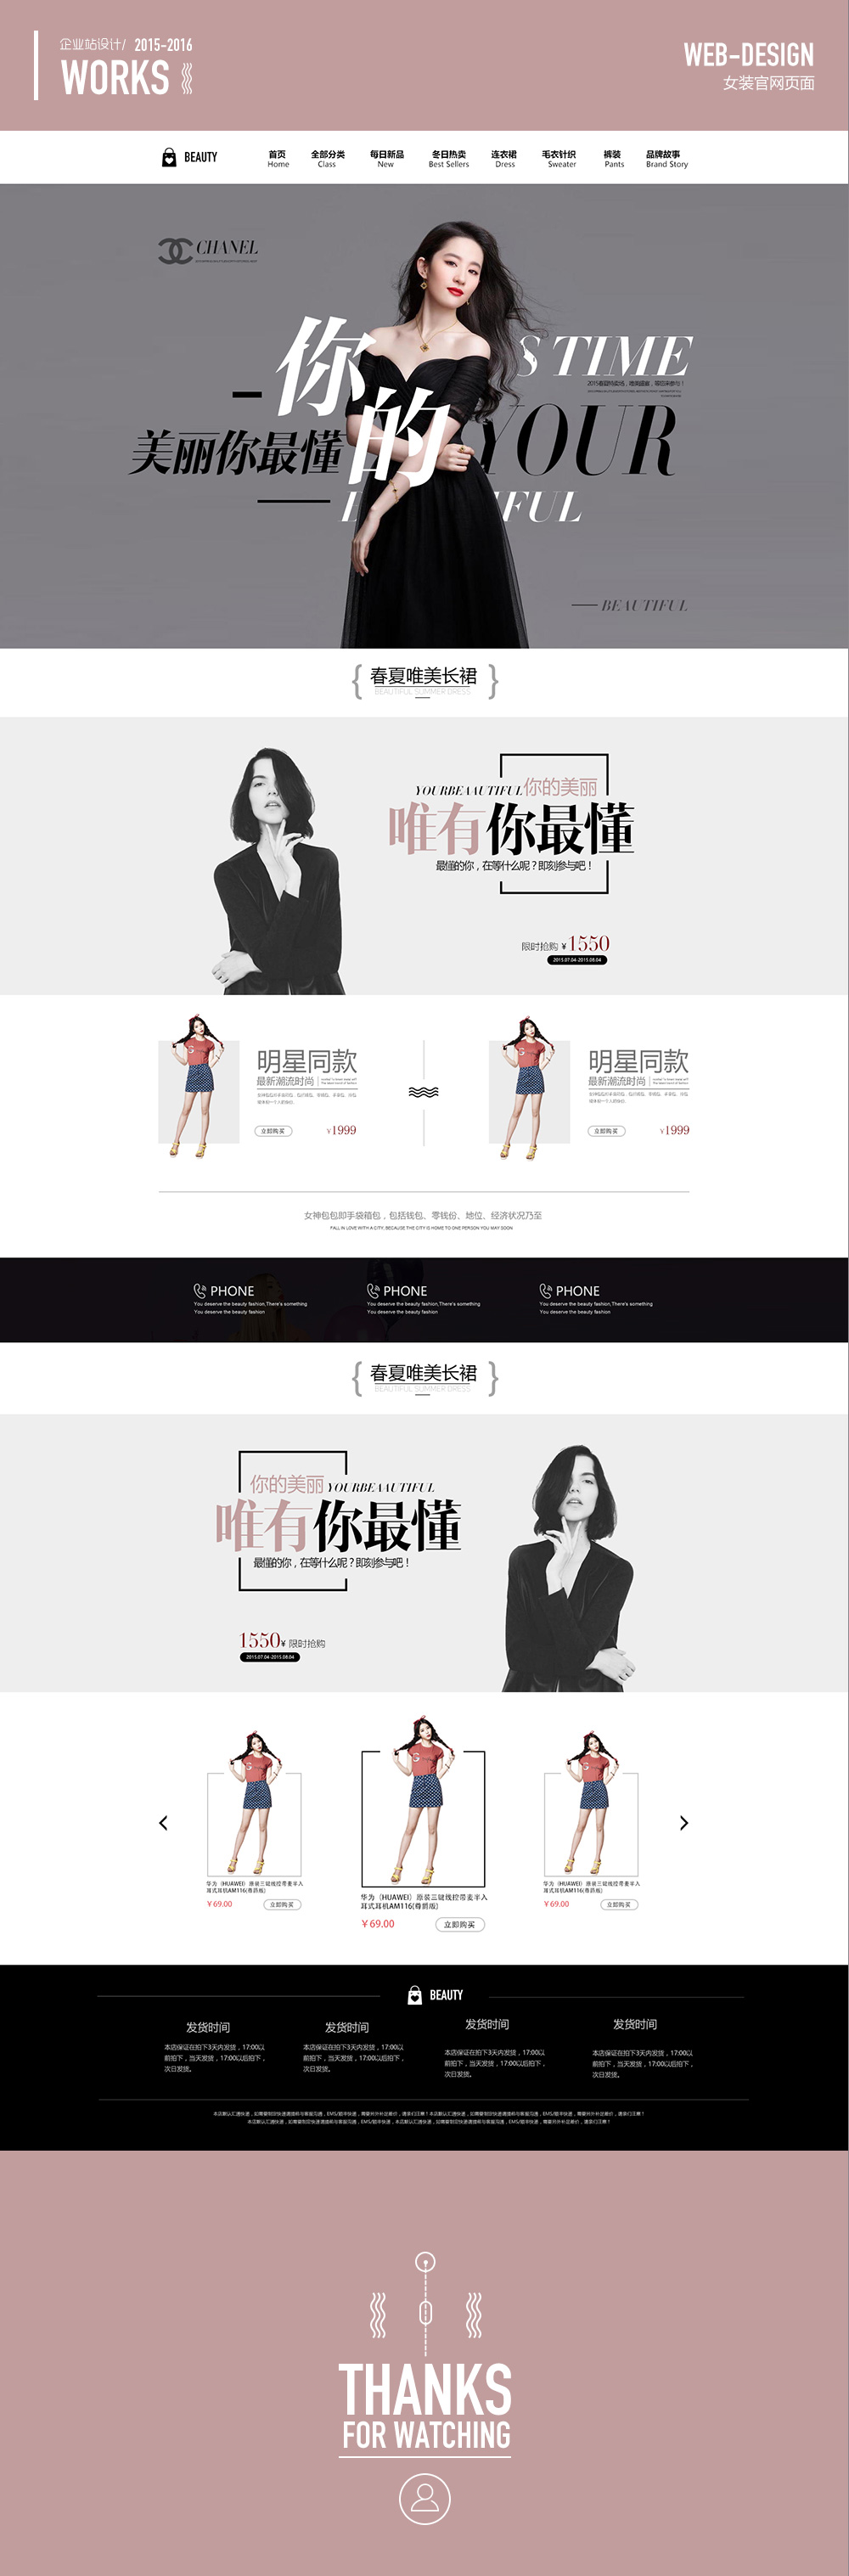 企业站设计/ 2015-2016
WORKS
WEB-DESIGN
女装官网页面
BEAUTY
首页 全部分类 每日新品 冬日热卖 连衣裙 毛衣针织 裤装 品牌故事
Home Class New Best Sellers Dress Sweater Pants Brand Story
CHANEL
你的
美丽你最懂
S TIME
YOUR
FUL
BEAUTIFUL
春夏唯美长裙
BEAUTIFUL SUMMER DRESS
YOURBEAAUTIFUL 你的美丽
唯有你最懂
最懂的你，在等什么呢？即刻参与吧！
限时抢购 ¥1550
2015.07.04-2015.08.04
明星同款
最新潮流时尚
立即购买 ¥1999
明星同款
最新潮流时尚
立即购买 ¥1999
女神包包即手袋箱包，包括钱包、零钱份、地位、经济状况乃至
FALL IN LOVE WITH A CITY, BECAUSE THE CITY IS HOME TO ONE PERSON YOU MAY SOON
PHONE
You deserve the beauty fashion,There's something
You deserve the beauty fashion
PHONE
You deserve the beauty fashion,There's something
You deserve the beauty fashion
PHONE
You deserve the beauty fashion,There's something
You deserve the beauty fashion
春夏唯美长裙
BEAUTIFUL SUMMER DRESS
你的美丽 YOURBEAAUTIFUL
唯有你最懂
最懂的你，在等什么呢？即刻参与吧！
1550¥ 限时抢购
2015.07.04-2015.08.04
华为（HUAWEI）原装三键线控带麦半入
耳式耳机AM116(尊爵版)
¥69.00 立即购买
华为（HUAWEI）原装三键线控带麦半入
耳式耳机AM116(尊爵版)
¥69.00 立即购买
华为（HUAWEI）原装三键线控带麦半入
耳式耳机AM116(尊爵版)
¥69.00 立即购买
BEAUTY
发货时间
本店保证在拍下3天内发货，17:00以
前拍下，当天发货，17:00以后拍下，
次日发货。
发货时间
本店保证在拍下3天内发货，17:00以
前拍下，当天发货，17:00以后拍下，
次日发货。
发货时间
本店保证在拍下3天内发货，17:00以
前拍下，当天发货，17:00以后拍下，
次日发货。
发货时间
本店保证在拍下3天内发货，17:00以
前拍下，当天发货，17:00以后拍下，
次日发货。
THANKS
FOR WATCHING